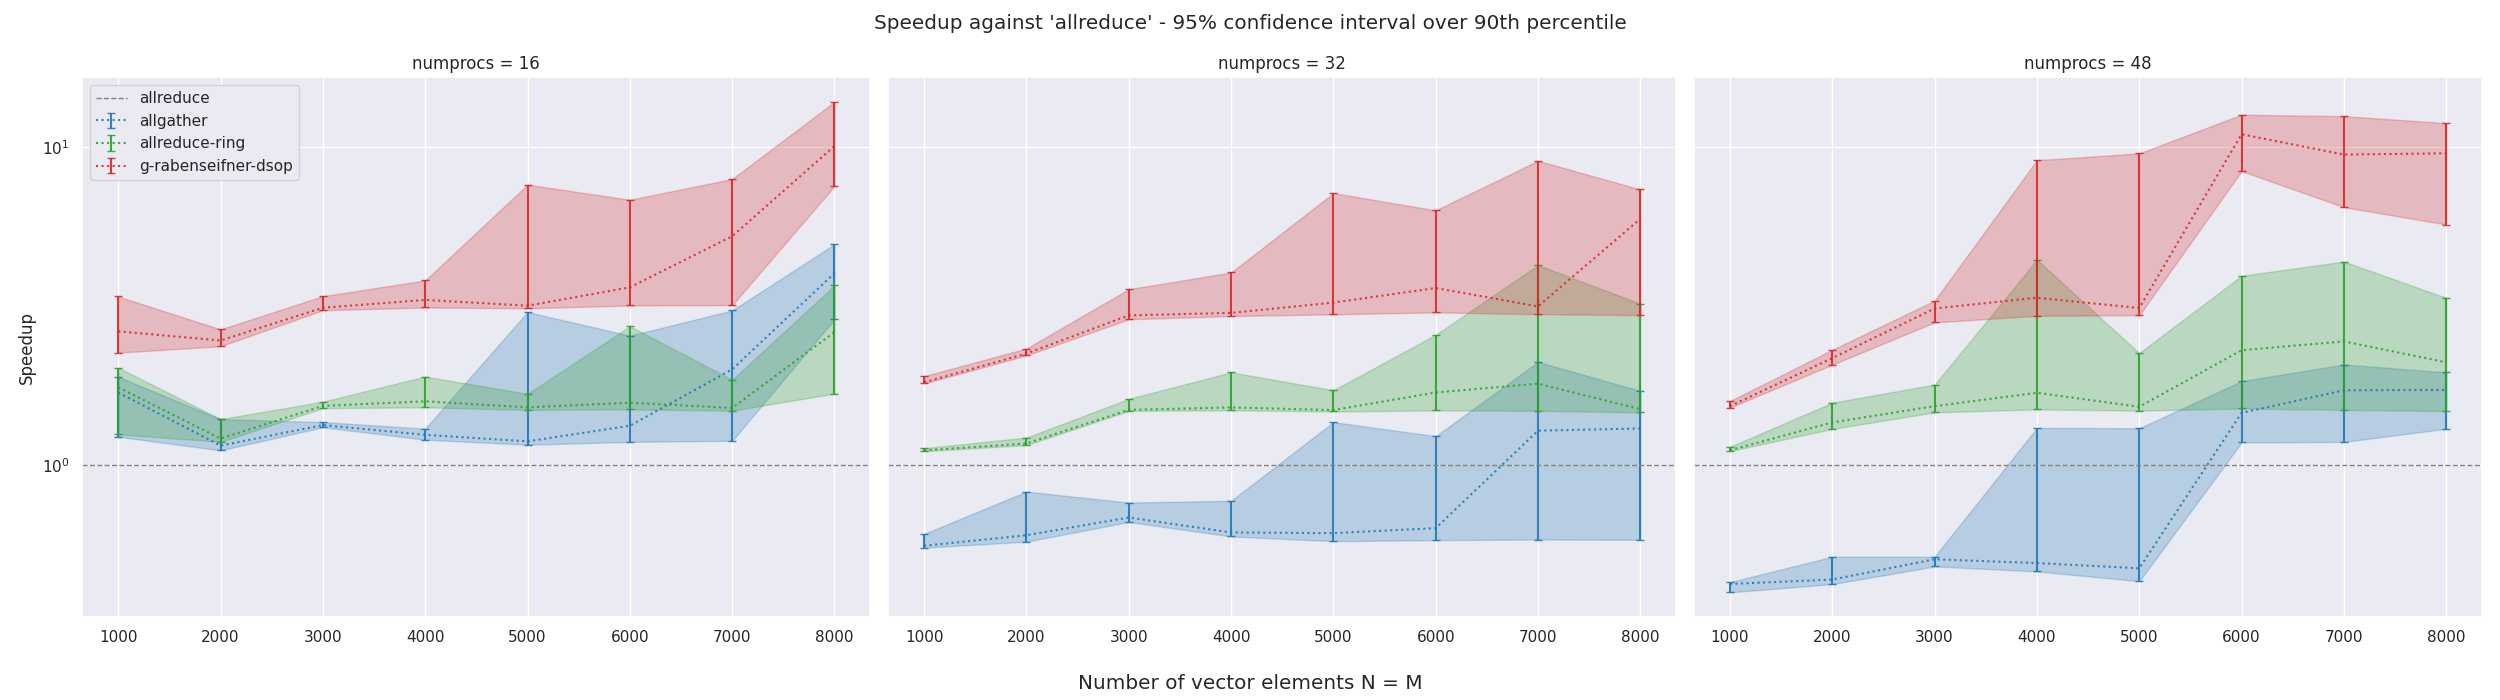 Speedup against 'allreduce' - 95% confidence interval over 90th percentile
numprocs = 16
numprocs = 32
numprocs = 48
allreduce
allgather
allreduce-ring
g-rabenseifner-dsop
10¹
10⁰
Speedup
1000 2000 3000 4000 5000 6000 7000 8000
1000 2000 3000 4000 5000 6000 7000 8000
1000 2000 3000 4000 5000 6000 7000 8000
Number of vector elements N = M